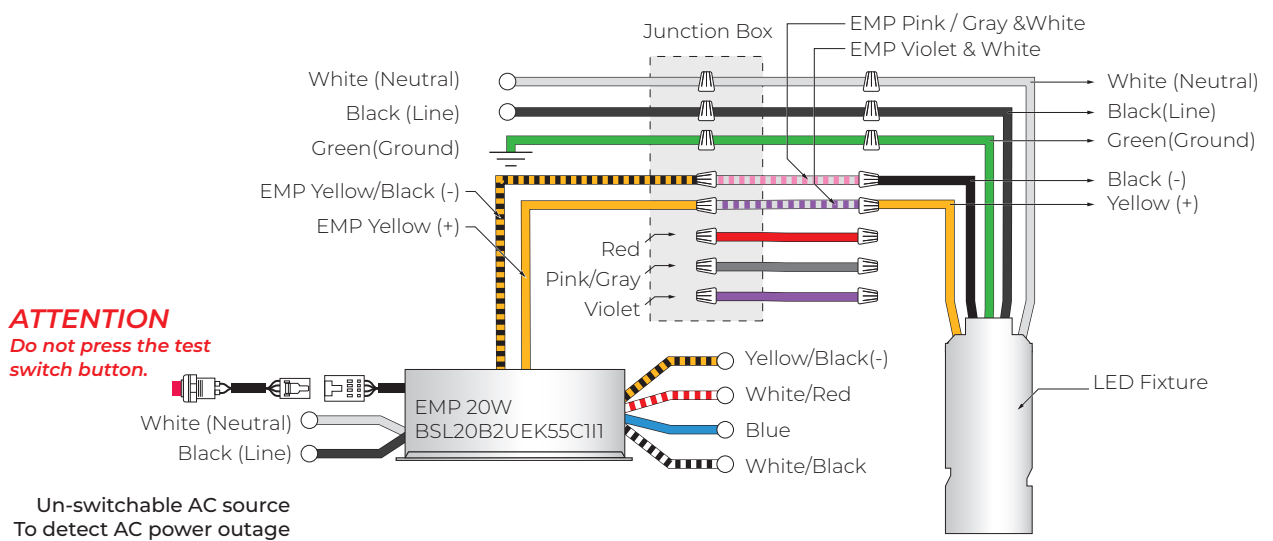 EMP Pink / Gray &White
Junction Box
EMP Violet & White
White (Neutral)
White (Neutral)
Black (Line)
Black(Line)
Green(Ground)
Green(Ground)
EMP Yellow/Black (-)
Black (-)
Yellow (+)
EMP Yellow (+)
Red
Pink/Gray
Violet
ATTENTION
Do not press the test
switch button.
Yellow/Black(-)
White/Red
Blue
White/Black
LED Fixture
EMP 20W
BSL20B2UEK55C1I1
White (Neutral)
Black (Line)
Un-switchable AC source
To detect AC power outage